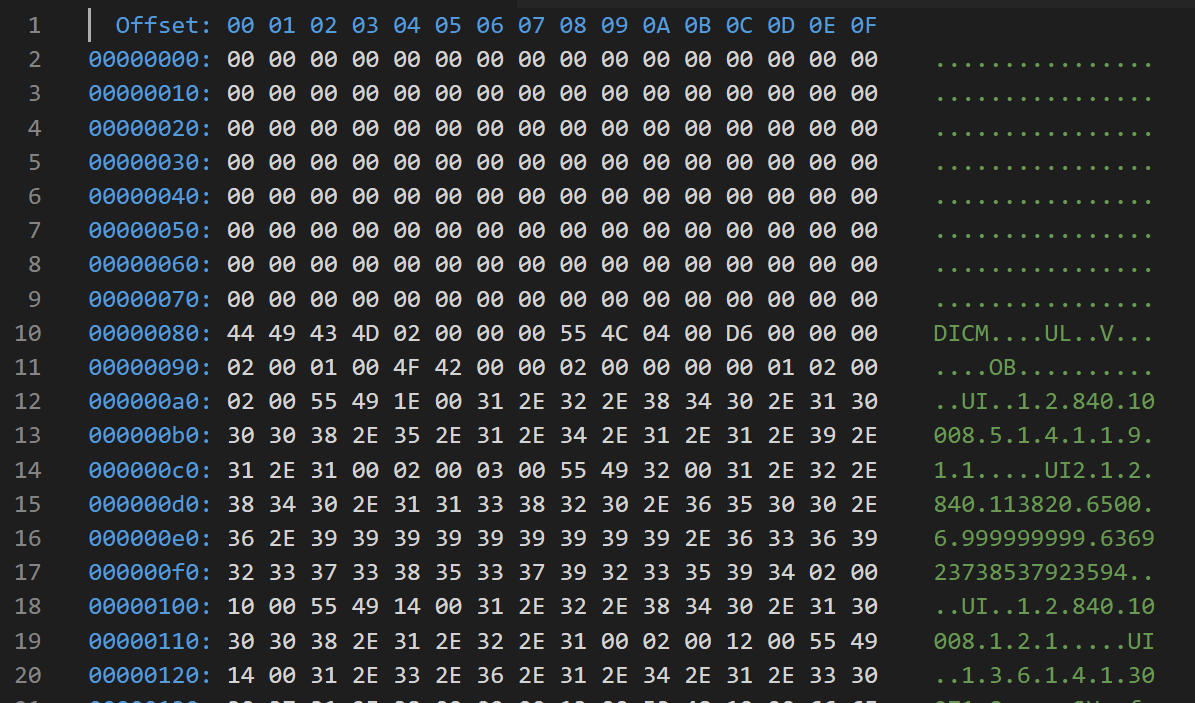 1 Offset: 00 01 02 03 04 05 06 07 08 09 0A 0B 0C 0D 0E 0F
2 00000000: 00 00 00 00 00 00 00 00 00 00 00 00 00 00 00 00 ................
3 00000010: 00 00 00 00 00 00 00 00 00 00 00 00 00 00 00 00 ................
4 00000020: 00 00 00 00 00 00 00 00 00 00 00 00 00 00 00 00 ................
5 00000030: 00 00 00 00 00 00 00 00 00 00 00 00 00 00 00 00 ................
6 00000040: 00 00 00 00 00 00 00 00 00 00 00 00 00 00 00 00 ................
7 00000050: 00 00 00 00 00 00 00 00 00 00 00 00 00 00 00 00 ................
8 00000060: 00 00 00 00 00 00 00 00 00 00 00 00 00 00 00 00 ................
9 00000070: 00 00 00 00 00 00 00 00 00 00 00 00 00 00 00 00 ................
10 00000080: 44 49 43 4D 02 00 00 00 55 4C 04 00 D6 00 00 00 DICM....UL..V...
11 00000090: 02 00 01 00 4F 42 00 00 02 00 00 00 00 01 02 00 ....OB..........
12 000000a0: 02 00 55 49 1E 00 31 2E 32 2E 38 34 30 2E 31 30 ..UI..1.2.840.10
13 000000b0: 30 30 38 2E 35 2E 31 2E 34 2E 31 2E 31 2E 39 2E 008.5.1.4.1.1.9.
14 000000c0: 31 2E 31 00 02 00 03 00 55 49 32 00 31 2E 32 2E 1.1.....UI2.1.2.
15 000000d0: 38 34 30 2E 31 31 33 38 32 30 2E 36 35 30 30 2E 840.113820.6500.
16 000000e0: 36 2E 39 39 39 39 39 39 39 39 39 2E 36 33 36 39 6.999999999.6369
17 000000f0: 32 33 37 33 38 35 33 37 39 32 33 35 39 34 02 00 23738537923594..
18 00000100: 10 00 55 49 14 00 31 2E 32 2E 38 34 30 2E 31 30 ..UI..1.2.840.10
19 00000110: 30 30 38 2E 31 2E 32 2E 31 00 02 00 12 00 55 49 008.1.2.1.....UI
20 00000120: 14 00 31 2E 33 2E 36 2E 31 2E 34 2E 31 2E 33 30 ..1.3.6.1.4.1.30